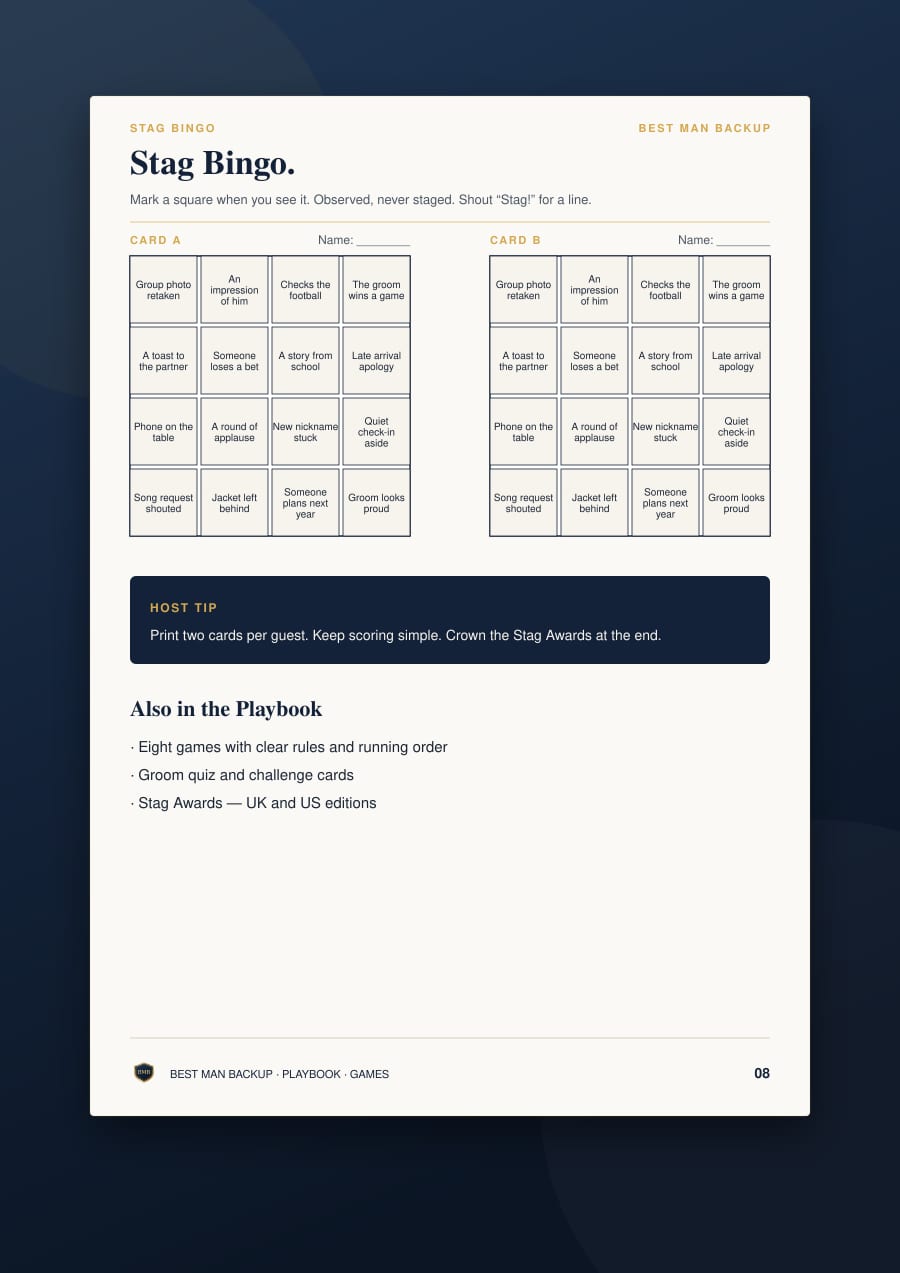 STAG BINGO
BEST MAN BACKUP
Stag Bingo.
Mark a square when you see it. Observed, never staged. Shout “Stag!” for a line.
CARD A
Name: ________
Group photo
retaken
An
impression
of him
Checks the
football
The groom
wins a game
A toast to
the partner
Someone
loses a bet
A story from
school
Late arrival
apology
Phone on the
table
A round of
applause
New nickname
stuck
Quiet
check-in
aside
Song request
shouted
Jacket left
behind
Someone
plans next
year
Groom looks
proud
CARD B
Name: ________
Group photo
retaken
An
impression
of him
Checks the
football
The groom
wins a game
A toast to
the partner
Someone
loses a bet
A story from
school
Late arrival
apology
Phone on the
table
A round of
applause
New nickname
stuck
Quiet
check-in
aside
Song request
shouted
Jacket left
behind
Someone
plans next
year
Groom looks
proud
HOST TIP
Print two cards per guest. Keep scoring simple. Crown the Stag Awards at the end.
Also in the Playbook
· Eight games with clear rules and running order
· Groom quiz and challenge cards
· Stag Awards — UK and US editions
BMB
BEST MAN BACKUP · PLAYBOOK · GAMES
08